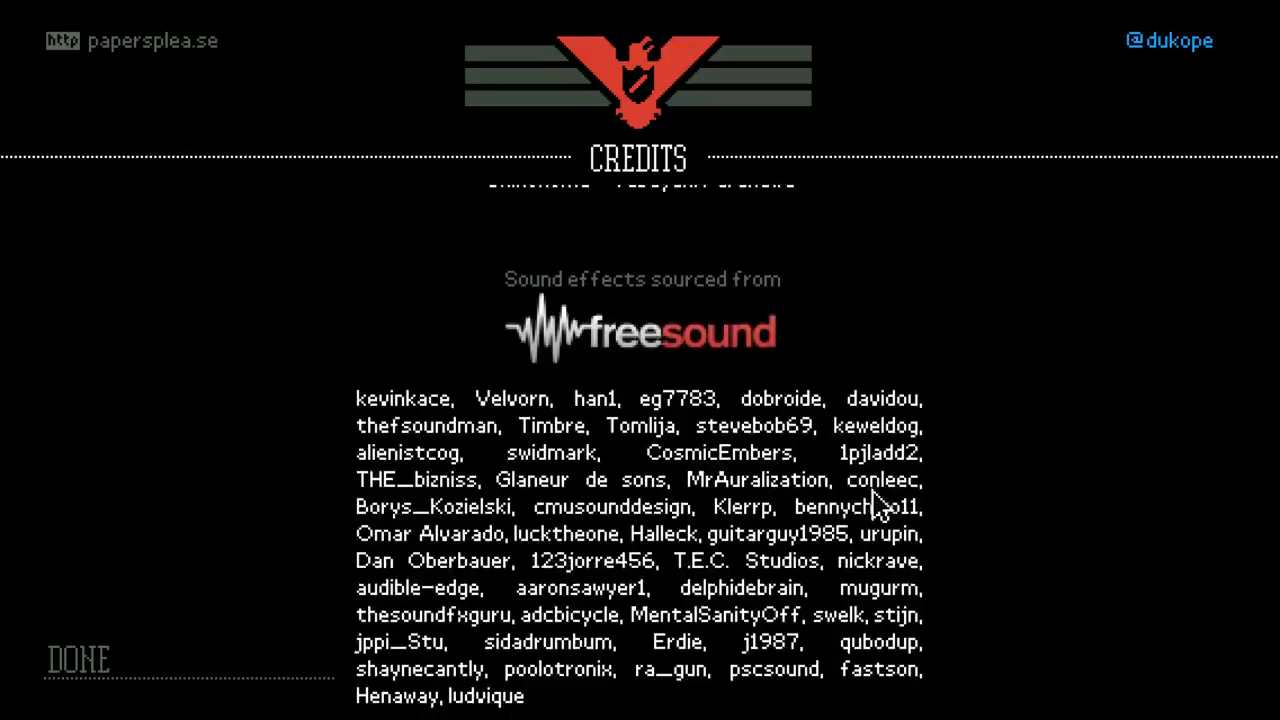 http papersplea.se
@dukope
CREDITS
Sound effects sourced from
freesound
kevinkace, Velvorn, han1, eg7783, dobroide, davidou,
thefsoundman, Timbre, Tomlija, stevebob69, keweldog,
alienistcog, swidmark, CosmicEmbers, 1pjladd2,
THE_bizniss, Glaneur de sons, MrAuralization, conleec,
Borys_Kozielski, cmusounddesign, Klerrp,
Omar Alvarado, lucktheone, Halleck, guitarguy1985, urupin,
Dan Oberbauer, 123jorre456, T.E.C. Studios, nickrave,
audible-edge, aaronsawyer1, delphidebrain, mugurm,
thesoundfxguru, adcbicycle, MentalSanityOff, swelk, stijn,
jppi_Stu, sidadrumbum, Erdie, j1987, qubodup,
shaynecantly, poolotronix, ra_gun, pscsound, fastson,
Henaway, ludvique
DONE